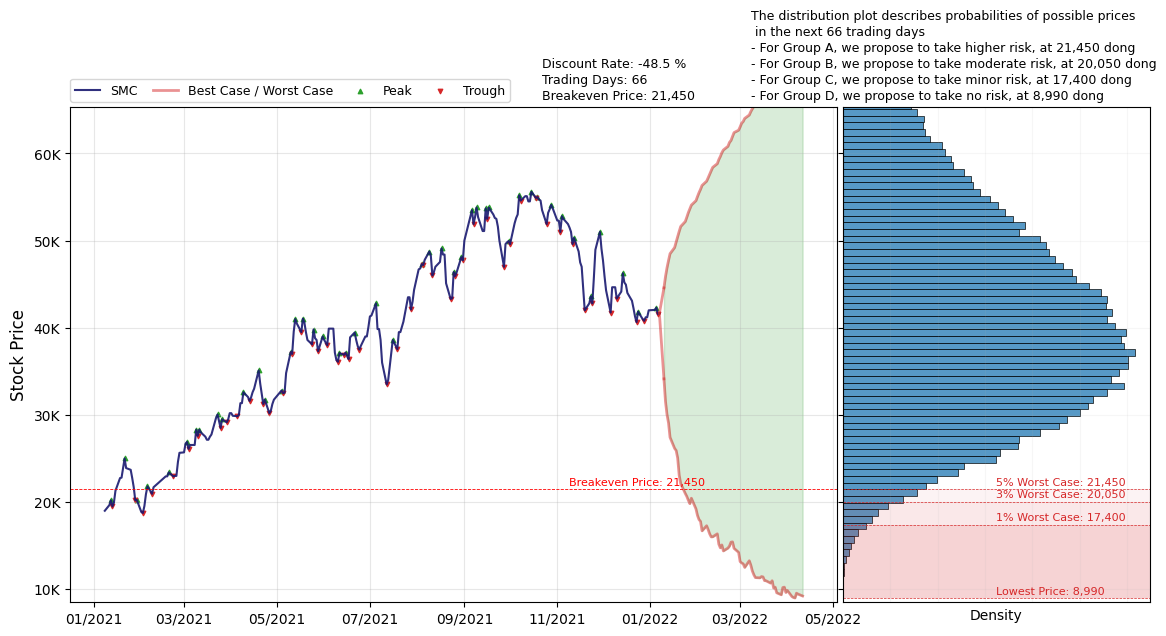 The distribution plot describes probabilities of possible prices
in the next 66 trading days
- For Group A, we propose to take higher risk, at 21,450 dong
- For Group B, we propose to take moderate risk, at 20,050 dong
- For Group C, we propose to take minor risk, at 17,400 dong
- For Group D, we propose to take no risk, at 8,990 dong
Discount Rate: -48.5 %
Trading Days: 66
Breakeven Price: 21,450
SMC
Best Case / Worst Case
Peak
Trough
Stock Price
60K
50K
40K
30K
20K
10K
Breakeven Price: 21,450
01/2021
03/2021
05/2021
07/2021
09/2021
11/2021
01/2022
03/2022
05/2022
5% Worst Case: 21,450
3% Worst Case: 20,050
1% Worst Case: 17,400
Lowest Price: 8,990
Density